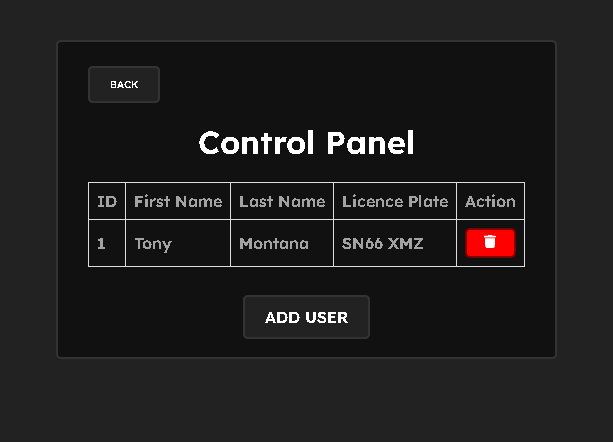 BACK
Control Panel
ID First Name Last Name Licence Plate Action
1 Tony Montana SN66 XMZ
ADD USER